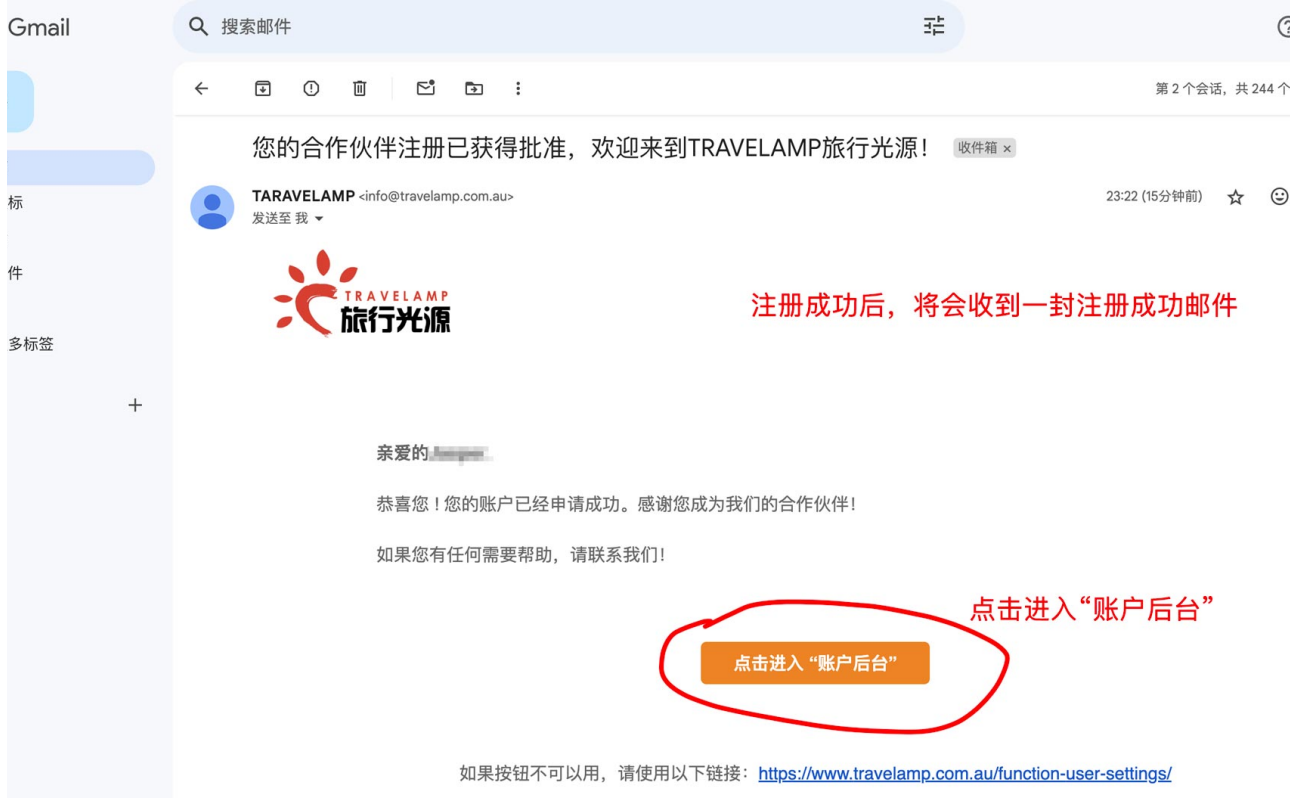 Gmail
搜索邮件
第 2 个会话，共 244 个
您的合作伙伴注册已获得批准，欢迎来到TRAVELAMP旅行光源！ 收件箱 ×
TARAVELAMP <info@travelamp.com.au>
23:22 (15分钟前)
发送至 我
标
件
多标签
TRAVELAMP
旅行光源
注册成功后，将会收到一封注册成功邮件
亲爱的
恭喜您！您的账户已经申请成功。感谢您成为我们的合作伙伴！
如果您有任何需要帮助，请联系我们！
点击进入“账户后台”
点击进入 “账户后台”
如果按钮不可以用，请使用以下链接：https://www.travelamp.com.au/function-user-settings/